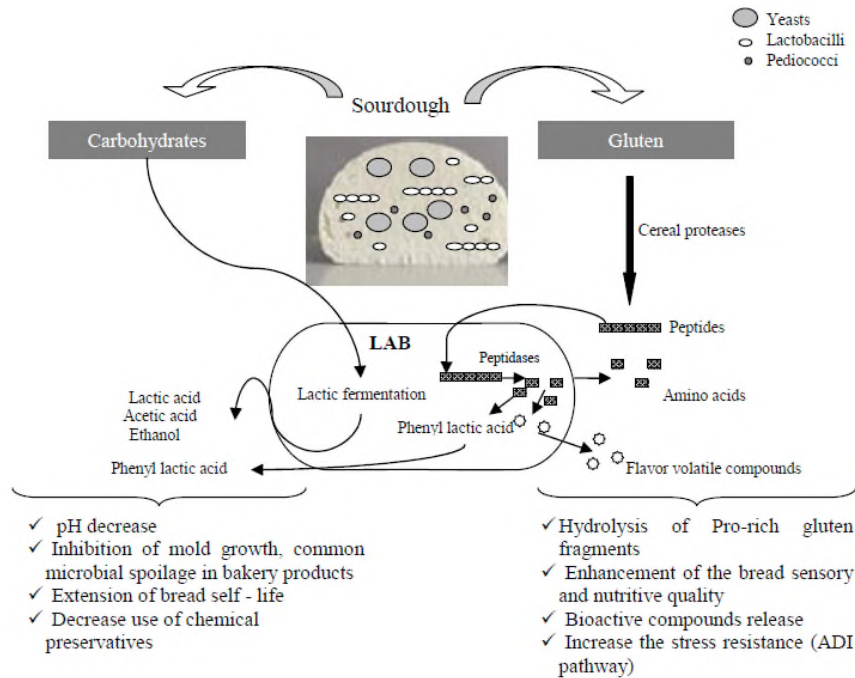 Yeasts
Lactobacilli
Pediococci
Sourdough
Carbohydrates
Gluten
Cereal proteases
Peptides
LAB
Peptidases
Lactic fermentation
Amino acids
Lactic acid
Acetic acid
Ethanol
Phenyl lactic acid
Phenyl lactic acid
Flavor volatile compounds
✓ pH decrease
✓ Inhibition of mold growth, common
microbial spoilage in bakery products
✓ Extension of bread self - life
✓ Decrease use of chemical
preservatives
✓ Hydrolysis of Pro-rich gluten
fragments
✓ Enhancement of the bread sensory
and nutritive quality
✓ Bioactive compounds release
✓ Increase the stress resistance (ADI
pathway)